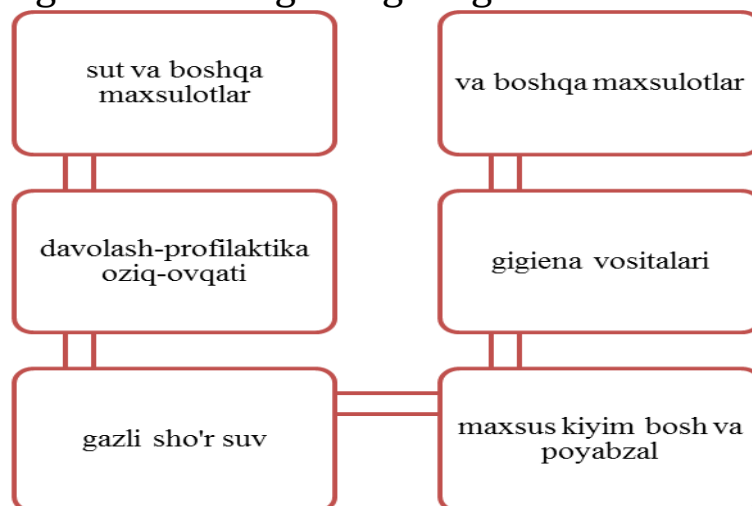 sut va boshqa
maxsulotlar
davolash-profilaktika
oziq-ovqati
gazli sho'r suv
maxsus kiyim bosh va
poyabzal
gigiena vositalari
va boshqa maxsulotlar